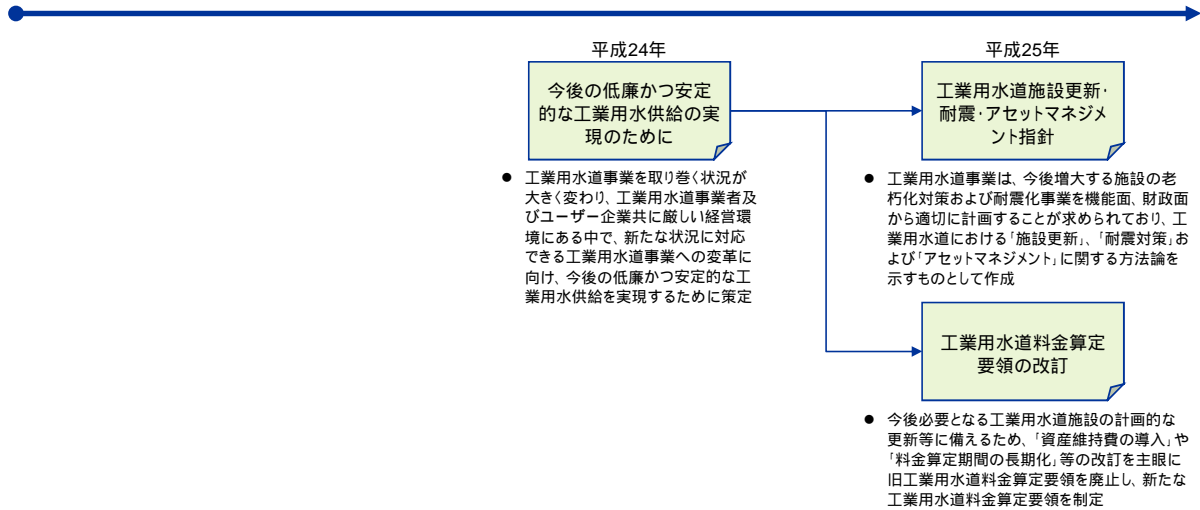 平成24年
今後の低廉かつ安定
的な工業用水供給の実
現のために
● 工業用水道事業を取り巻く状況が
大きく変わり、工業用水道事業者及
びユーザー企業共に厳しい経営環
境にある中で、新たな状況に対応
できる工業用水道事業への変革に
向け、今後の低廉かつ安定的な工
業用水供給を実現するために策定
平成25年
工業用水道施設更新・
耐震・アセットマネジメ
ント指針
● 工業用水道事業は、今後増大する施設の老
朽化対策および耐震化事業を機能面、財政面
から適切に計画することが求められており、工
業用水道における「施設更新」、「耐震対策」お
よび「アセットマネジメント」に関する方法論を
示すものとして作成
工業用水道料金算定
要領の改訂
● 今後必要となる工業用水道施設の計画的な
更新等に備えるため、「資産維持費の導入」や
「料金算定期間の長期化」等の改訂を主眼に
旧工業用水道料金算定要領を廃止し、新たな
工業用水道料金算定要領を制定